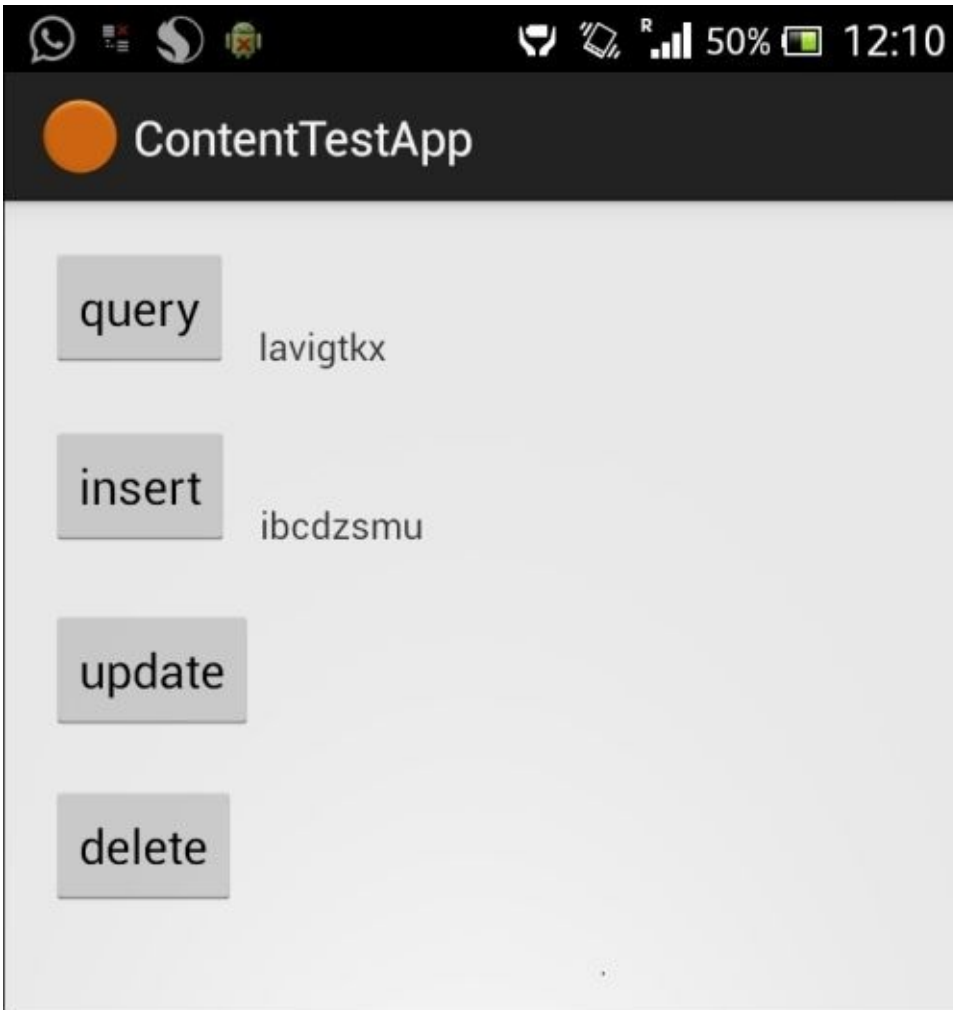 R 50% 12:10
ContentTestApp
query
lavigtkx
insert
ibcdzsmu
update
delete